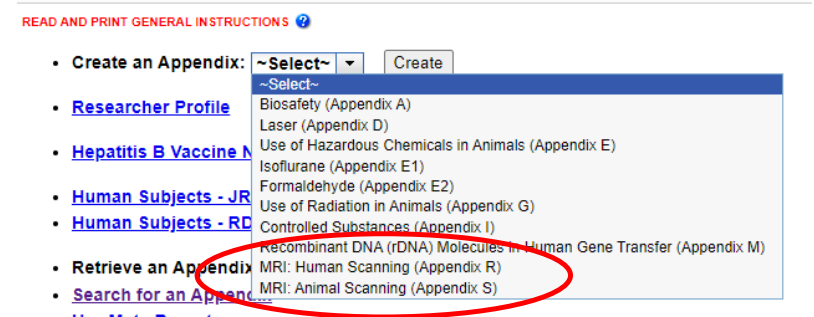 READ AND PRINT GENERAL INSTRUCTIONS ?
• Create an Appendix: ~Select~ Create
~Select~
• Researcher Profile
Biosafety (Appendix A)
Laser (Appendix D)
Use of Hazardous Chemicals in Animals (Appendix E)
• Hepatitis B Vaccine N
Isoflurane (Appendix E1)
Formaldehyde (Appendix E2)
• Human Subjects - JR
Use of Radiation in Animals (Appendix G)
• Human Subjects - RD
Controlled Substances (Appendix I)
Recombinant DNA (rDNA) Molecules in Human Gene Transfer (Appendix M)
• Retrieve an Appendix
MRI: Human Scanning (Appendix R)
• Search for an Appendix
MRI: Animal Scanning (Appendix S)